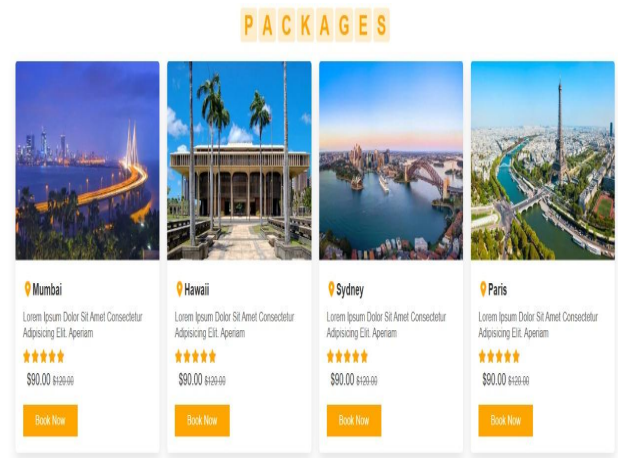 PACKAGES
Mumbai
Lorem Ipsum Dolor Sit Amet Consectetur
Adipisicing Elit. Aperiam
$90.00 $120.00
Book Now
Hawaii
Lorem Ipsum Dolor Sit Amet Consectetur
Adipisicing Elit. Aperiam
$90.00 $120.00
Book Now
Sydney
Lorem Ipsum Dolor Sit Amet Consectetur
Adipisicing Elit. Aperiam
$90.00 $120.00
Book Now
Paris
Lorem Ipsum Dolor Sit Amet Consectetur
Adipisicing Elit. Aperiam
$90.00 $120.00
Book Now